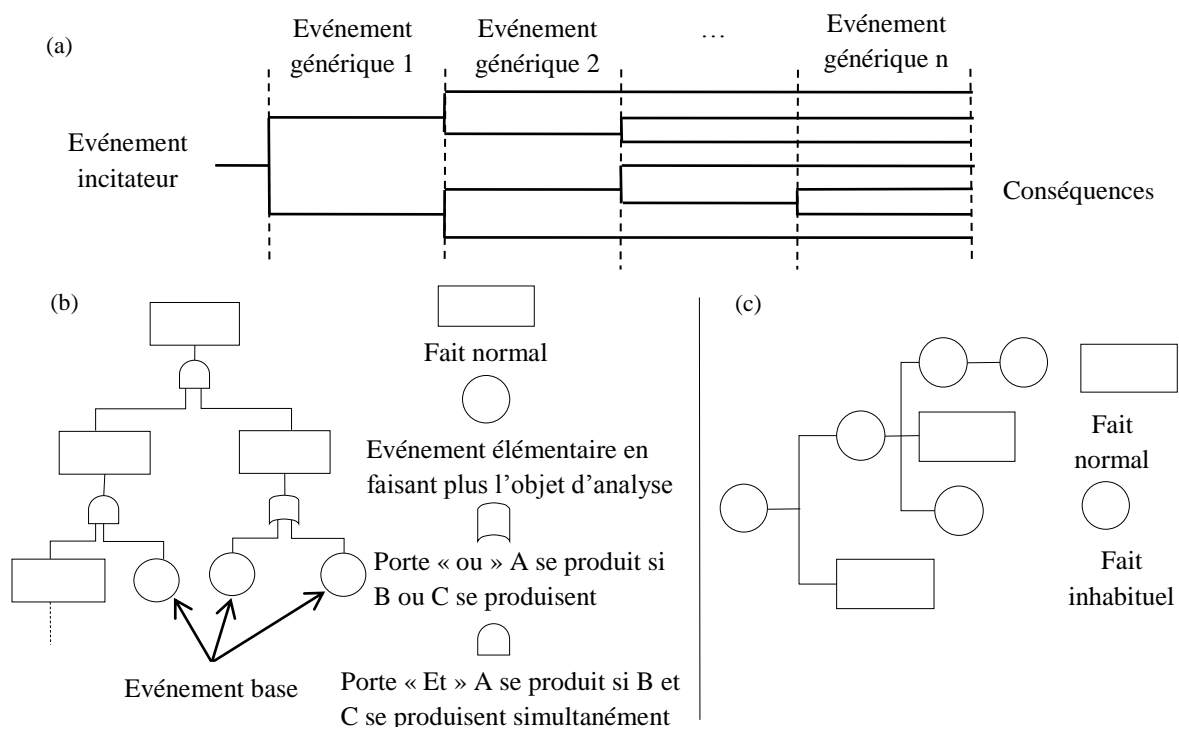 (a)
Evénement
générique 1
Evénement
générique 2
…
Evénement
générique n
Evénement
incitateur
Conséquences
(b)
Fait normal
Evénement élémentaire en
faisant plus l’objet d’analyse
Porte « ou » A se produit si
B ou C se produisent
Porte « Et » A se produit si B et
C se produisent simultanément
Evénement base
(c)
Fait
normal
Fait
inhabituel